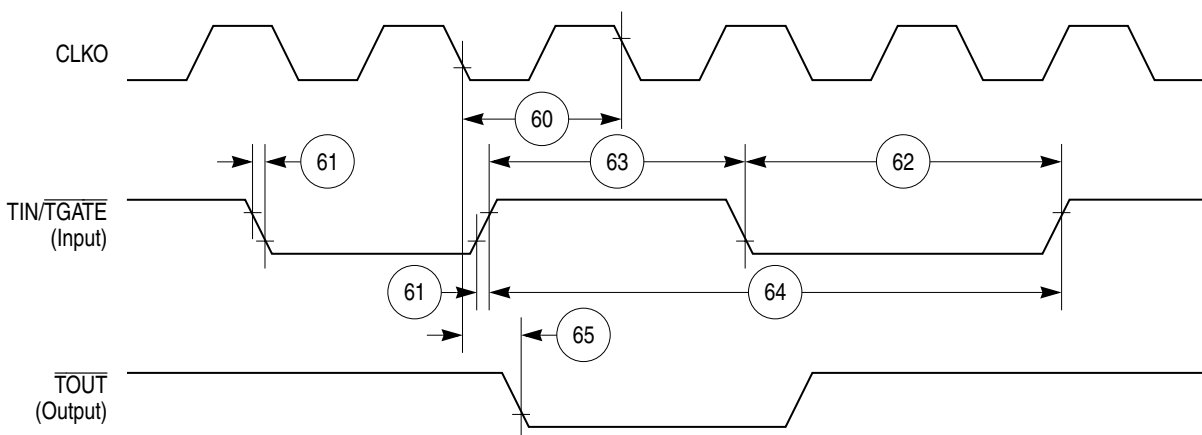 CLKO
60
61
63
62
TIN/TGATE
(Input)
61
64
65
TOUT
(Output)